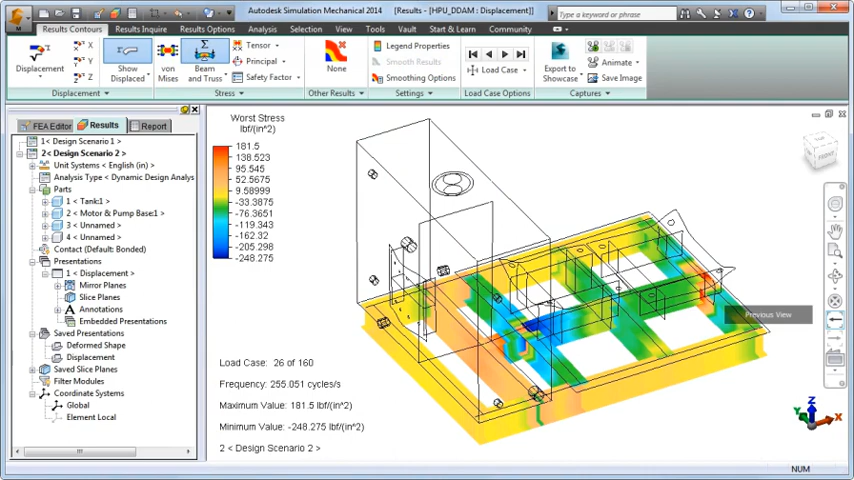 Autodesk Simulation Mechanical 2014 [Results - [HPU_DDAM : Displacement]]
Type a keyword or phrase
Results Contours
Results Inquire
Results Options
Analysis
Selection
View
Tools
Vault
Start & Learn
Community
Displacement
X
Y
Z
Show
Displaced
von
Mises
Beam
and Truss
Tensor
Principal
Safety Factor
None
Legend Properties
Smooth Results
Smoothing Options
Load Case
Export to
Showcase
Animate
Save Image
Displacement
Stress
Other Results
Settings
Load Case Options
Captures
FEA Editor
Results
Report
1< Design Scenario 1 >
2< Design Scenario 2 >
Unit Systems < English (in) >
Analysis Type < Dynamic Design Analys
Parts
1 < Tank:1 >
2 < Motor & Pump Base:1 >
3 < Unnamed >
4 < Unnamed >
Contact (Default: Bonded)
Presentations
1 < Displacement >
Mirror Planes
Slice Planes
Annotations
Embedded Presentations
Saved Presentations
Deformed Shape
Displacement
Saved Slice Planes
Filter Modules
Coordinate Systems
Global
Element Local
Worst Stress
lbf/(in^2)
181.5
138.523
95.545
52.5675
9.58999
-33.3875
-76.3651
-119.343
-162.32
-205.298
-248.275
FRONT
Previous View
Load Case: 26 of 160
Frequency: 255.051 cycles/s
Maximum Value: 181.5 lbf/(in^2)
Minimum Value: -248.275 lbf/(in^2)
2 < Design Scenario 2 >
Z
Y
X
NUM